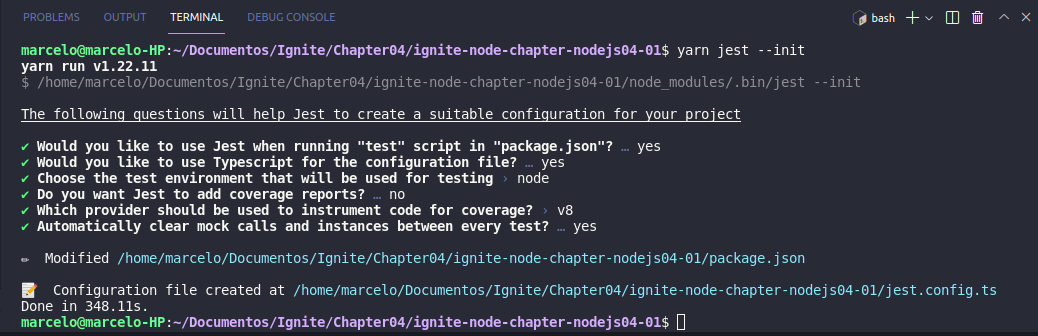 PROBLEMS OUTPUT TERMINAL DEBUG CONSOLE bash
marcelo@marcelo-HP:~/Documentos/Ignite/Chapter04/ignite-node-chapter-nodejs04-01$ yarn jest --init
yarn run v1.22.11
$ /home/marcelo/Documentos/Ignite/Chapter04/ignite-node-chapter-nodejs04-01/node_modules/.bin/jest --init
The following questions will help Jest to create a suitable configuration for your project
✔ Would you like to use Jest when running "test" script in "package.json"? … yes
✔ Would you like to use Typescript for the configuration file? … yes
✔ Choose the test environment that will be used for testing › node
✔ Do you want Jest to add coverage reports? … no
✔ Which provider should be used to instrument code for coverage? › v8
✔ Automatically clear mock calls and instances between every test? … yes
✏️ Modified /home/marcelo/Documentos/Ignite/Chapter04/ignite-node-chapter-nodejs04-01/package.json
📝 Configuration file created at /home/marcelo/Documentos/Ignite/Chapter04/ignite-node-chapter-nodejs04-01/jest.config.ts
Done in 348.11s.
marcelo@marcelo-HP:~/Documentos/Ignite/Chapter04/ignite-node-chapter-nodejs04-01$